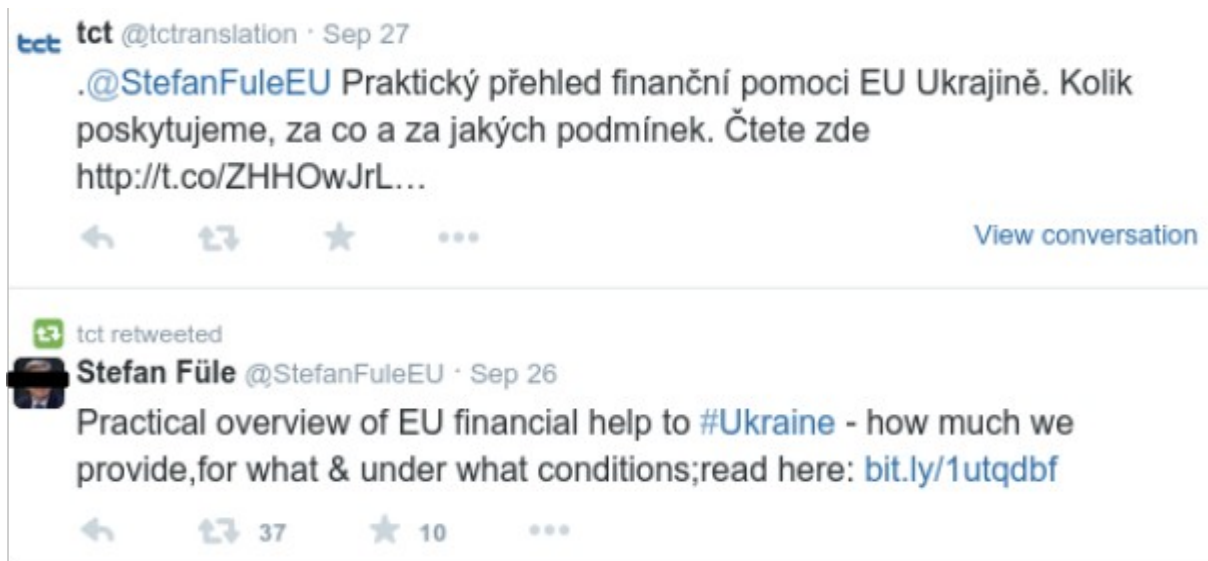 tct tct @tctranslation · Sep 27
.@StefanFuleEU Praktický přehled finanční pomoci EU Ukrajině. Kolik
poskytujeme, za co a za jakých podmínek. Čtete zde
http://t.co/ZHHOwJrL…
View conversation
tct retweeted
Stefan Füle @StefanFuleEU · Sep 26
Practical overview of EU financial help to #Ukraine - how much we
provide,for what & under what conditions;read here: bit.ly/1utqdbf
37 10